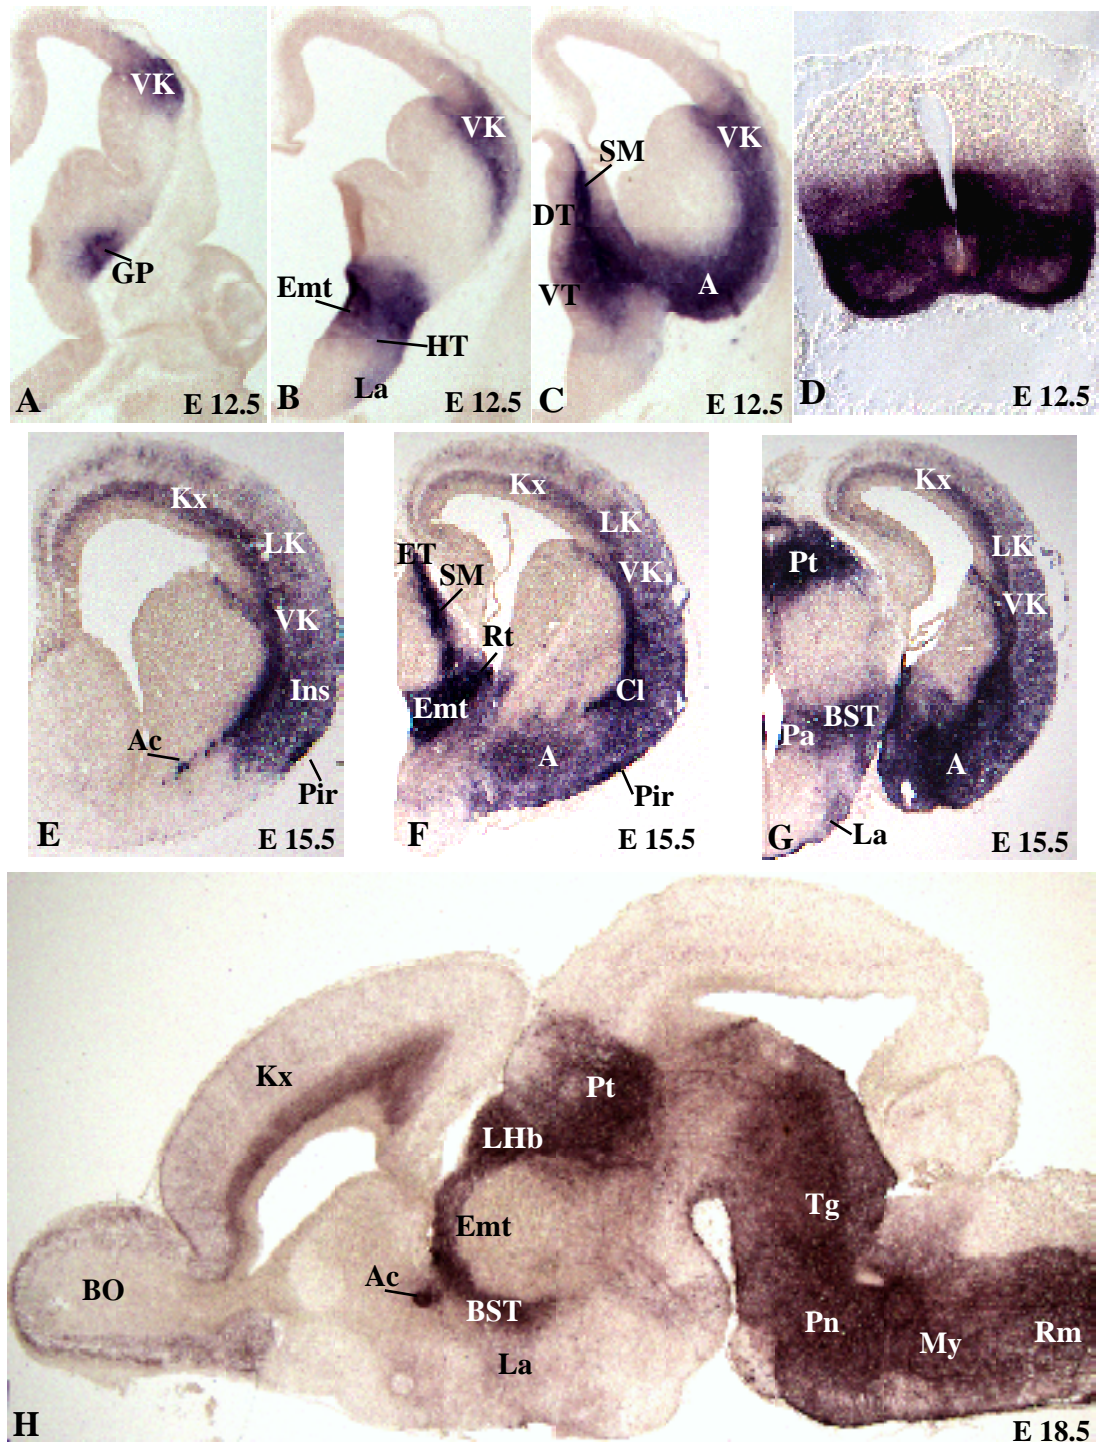 VK
GP
A
E 12.5
VK
Emt
HT
La
B
E 12.5
VK
SM
DT
VT
A
C
E 12.5
D
E 12.5
Kx
LK
VK
Ins
Ac
Pir
E
E 15.5
Kx
LK
ET
SM
VK
Rt
Emt
Cl
A
Pir
F
E 15.5
Kx
LK
Pt
VK
BST
Pa
A
La
G
E 15.5
Kx
Pt
LHb
Tg
Emt
Ac
BO
BST
Pn
My
Rm
La
H
E 18.5